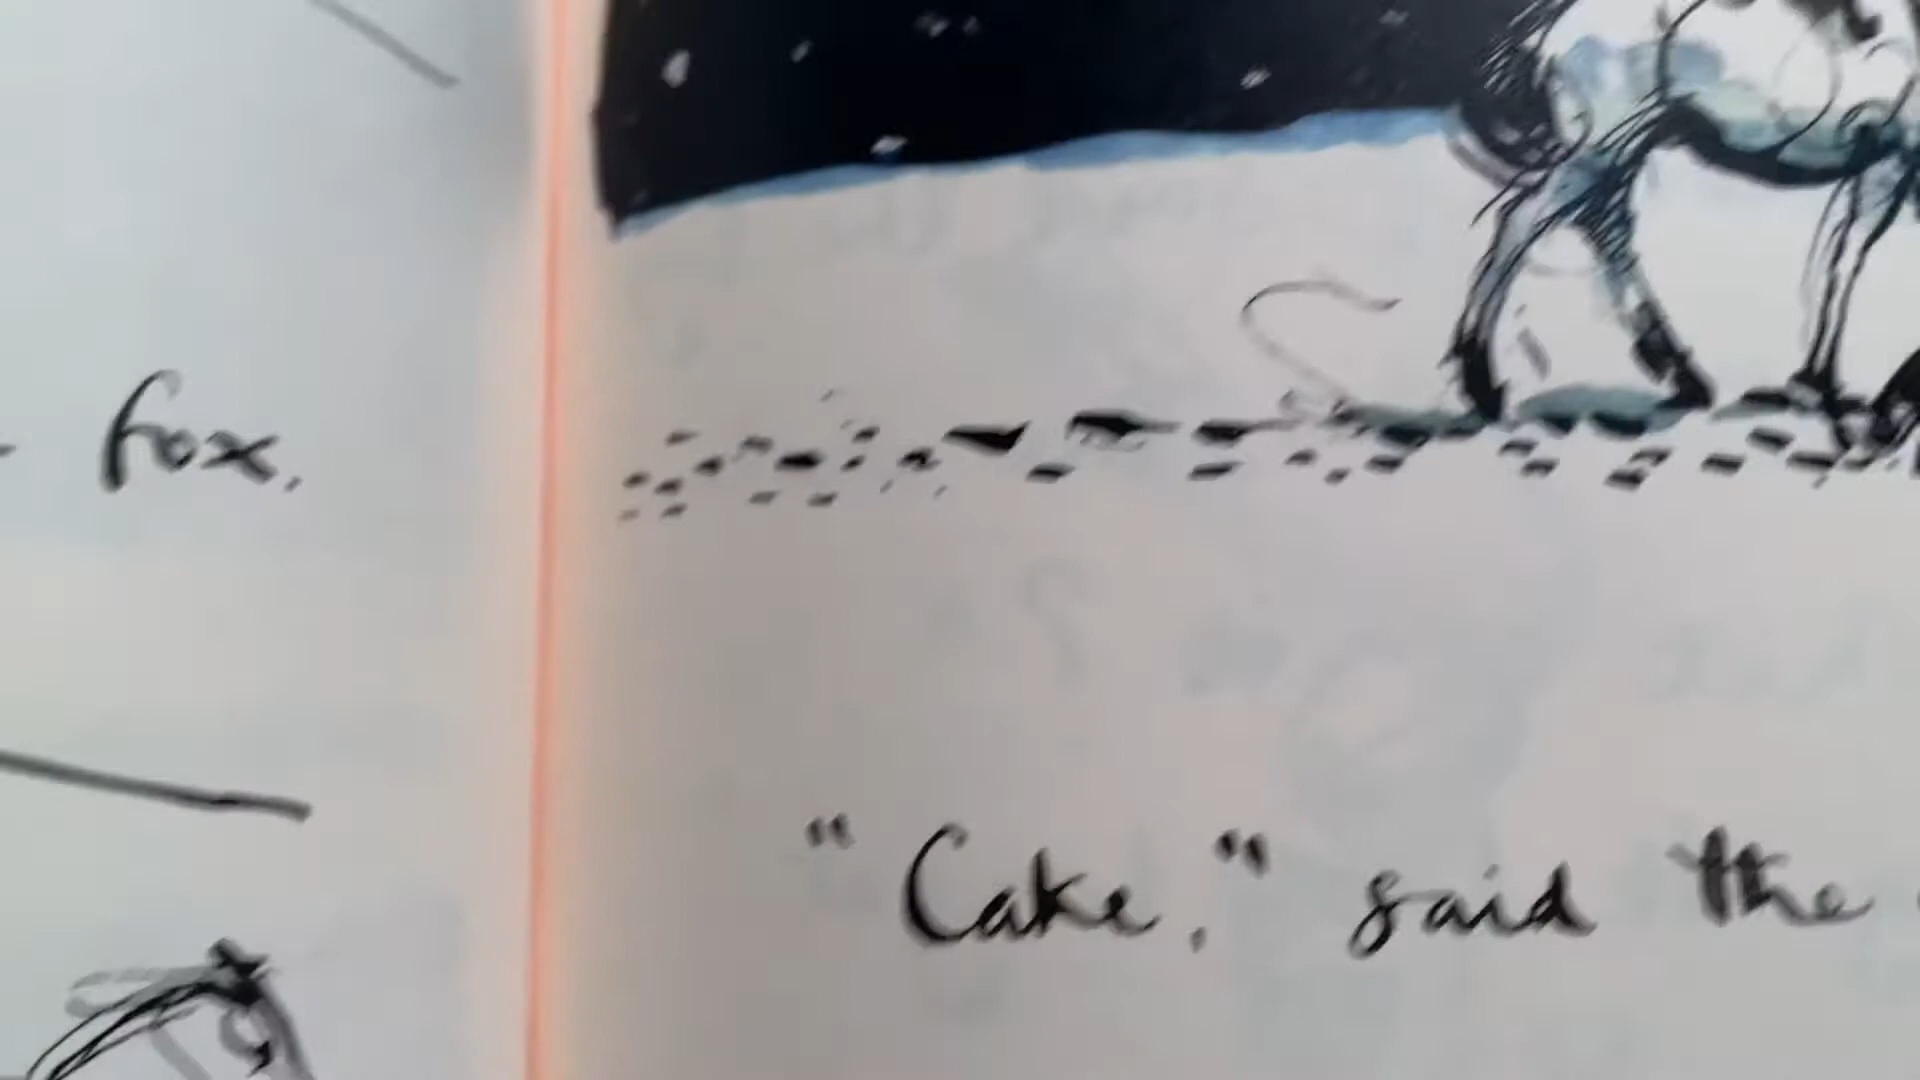 fox.
"Cake," said the